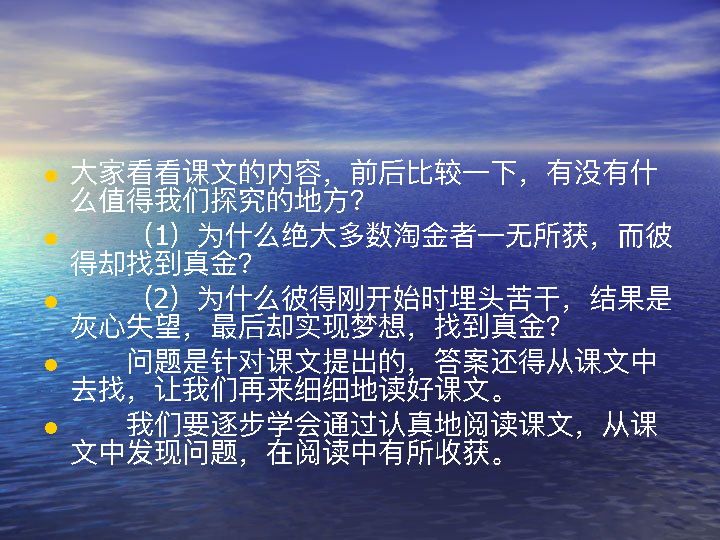 大家看看课文的内容，前后比较一下，有没有什
么值得我们探究的地方？
（1）为什么绝大多数淘金者一无所获，而彼
得却找到真金？
（2）为什么彼得刚开始时埋头苦干，结果是
灰心失望，最后却实现梦想，找到真金？
问题是针对课文提出的，答案还得从课文中
去找，让我们再来细细地读好课文。
我们要逐步学会通过认真地阅读课文，从课
文中发现问题，在阅读中有所收获。